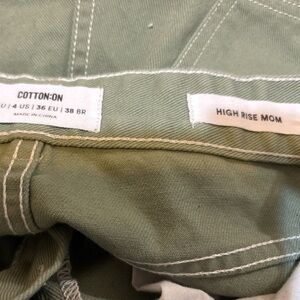 COTTON:ON
U | 4 US | 36 EU | 38 BR
MADE IN CHINA
HIGH RISE MOM